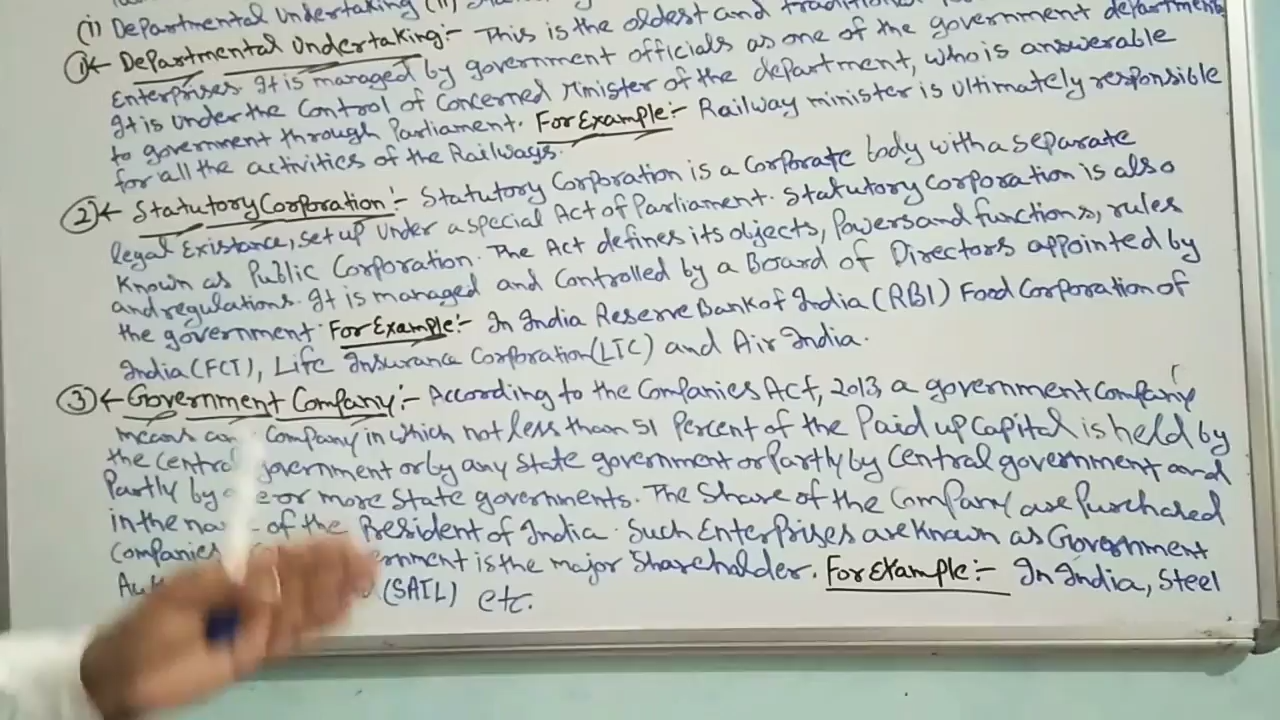 (i) Departmental Undertaking (ii)
① ← Departmental Undertaking:- This is the oldest and traditional
Enterprises. It is managed by government officials as one of the government departments
It is under the Control of Concerned Minister of the department, who is answerable
to government through Parliament. For Example:- Railway minister is ultimately responsible
for all the activities of the Railways.
② ← Statutory Corporation:- Statutory Corporation is a Corporate body with a separate
legal Existance, set up under a special Act of Parliament. Statutory Corporation is also
Known as Public Corporation. The Act defines its objects, Powers and functions, rules
and regulations. It is managed and Controlled by a Board of Directors appointed by
the government. For Example:- In India Reserve Bank of India (RBI) Food Corporation of
India (FCI), Life Insurance Corporation (LIC) and Air India.
③ ← Government Company:- According to the Companies Act, 2013, a government Company
means any Company in which not less than 51 Percent of the Paid up Capital is held by
the Central government or by any State government or Partly by Central government and
Partly by one or more State governments. The Share of the Company are Purchased
in the name of the President of India. Such Enterprises are Known as Government
Companies government is the major Shareholder. For Example:- In India, Steel
(SAIL) etc.